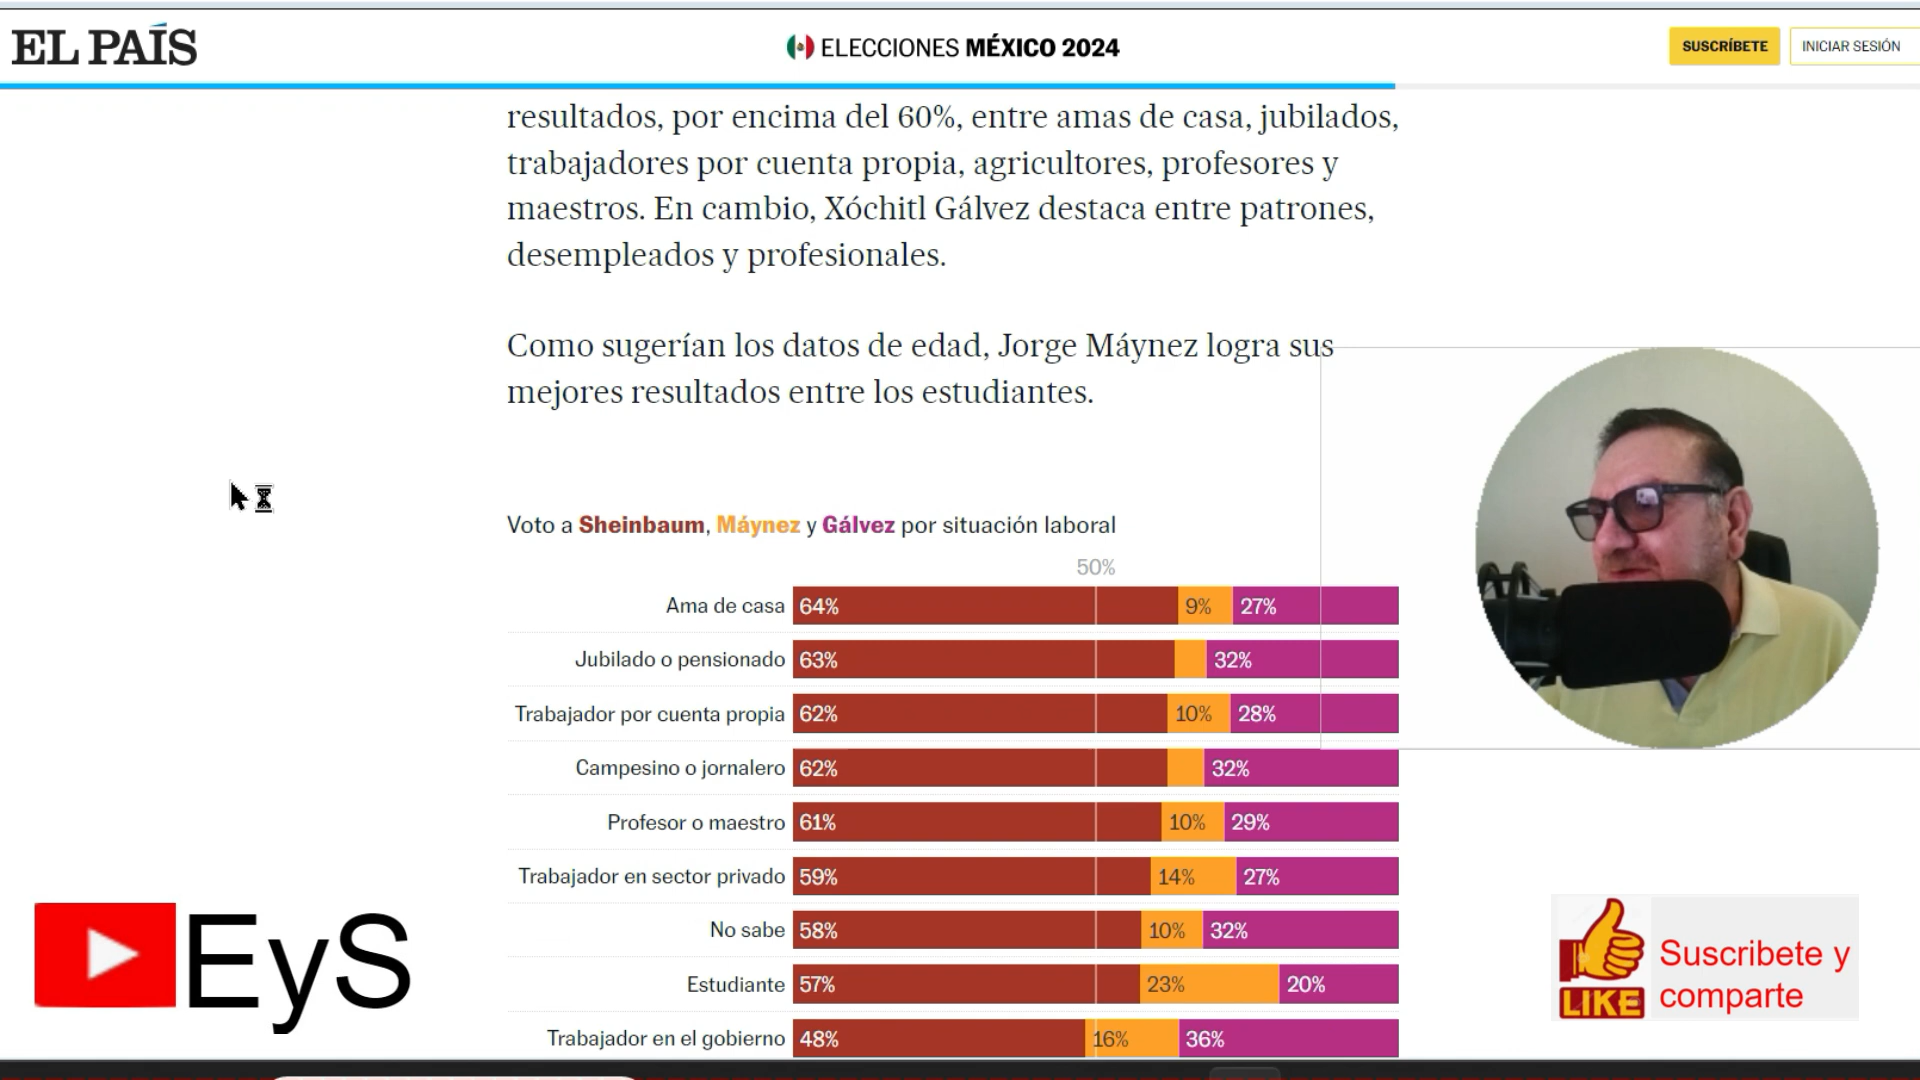 EL PAÍS
ELECCIONES MÉXICO 2024
SUSCRÍBETE
INICIAR SESIÓN
resultados, por encima del 60%, entre amas de casa, jubilados,
trabajadores por cuenta propia, agricultores, profesores y
maestros. En cambio, Xóchitl Gálvez destaca entre patrones,
desempleados y profesionales.
Como sugerían los datos de edad, Jorge Máynez logra sus
mejores resultados entre los estudiantes.
Voto a Sheinbaum, Máynez y Gálvez por situación laboral
50%
Ama de casa 64% 9% 27%
Jubilado o pensionado 63% 32%
Trabajador por cuenta propia 62% 10% 28%
Campesino o jornalero 62% 32%
Profesor o maestro 61% 10% 29%
Trabajador en sector privado 59% 14% 27%
No sabe 58% 10% 32%
Estudiante 57% 23% 20%
Trabajador en el gobierno 48% 16% 36%
EyS
LIKE
Suscribete y
comparte